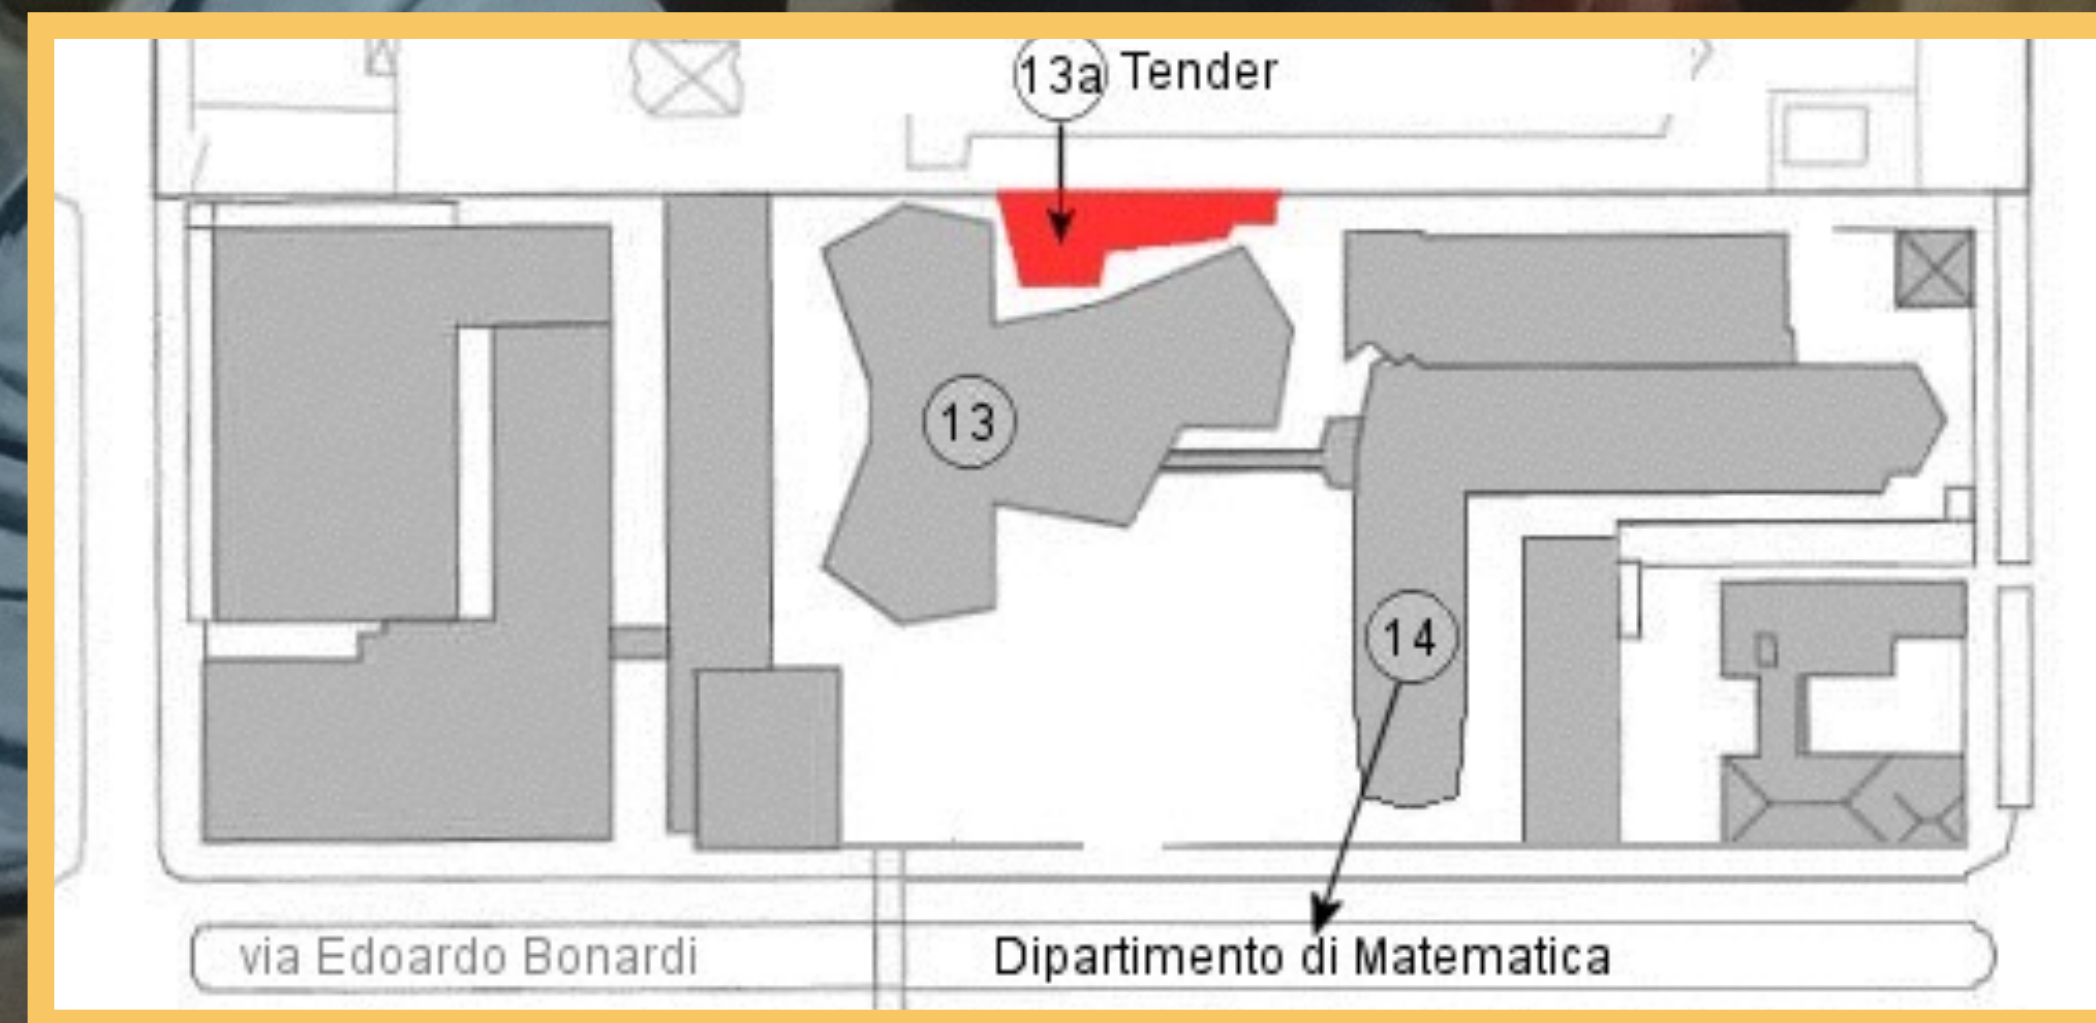 13a Tender
13
14
via Edoardo Bonardi
Dipartimento di Matematica